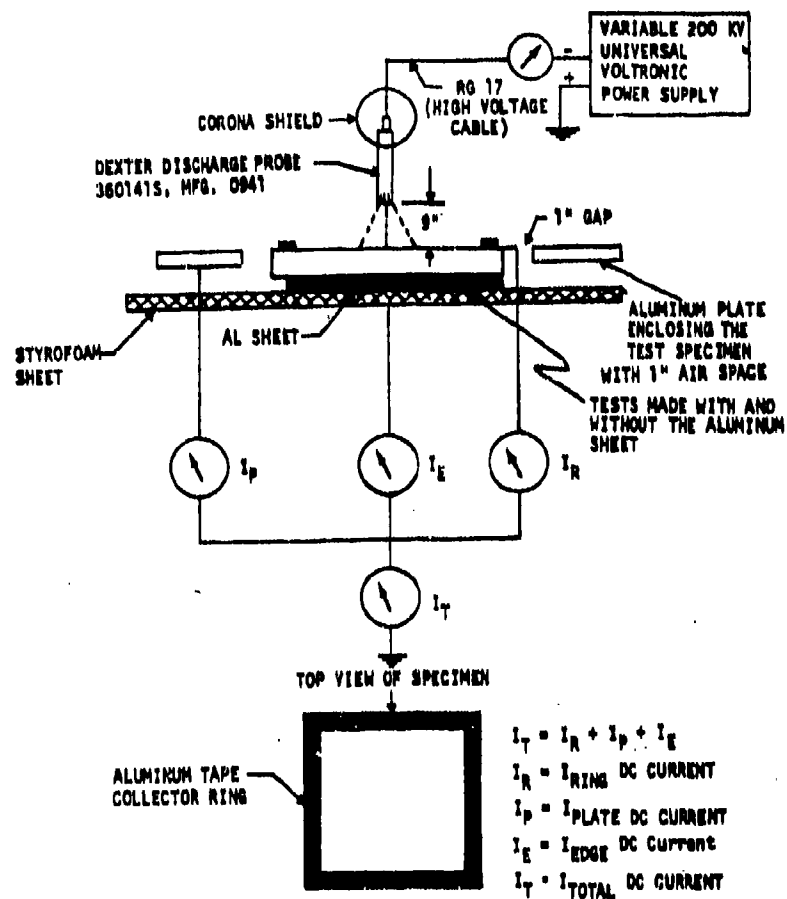 VARIABLE 200 KV
UNIVERSAL
VOLTRONIC
POWER SUPPLY
-
+
RG 17
(HIGH VOLTAGE
CABLE)
CORONA SHIELD
DEXTER DISCHARGE PROBE
360141S, MFG. 0941
9"
1" GAP
ALUMINUM PLATE
ENCLOSING THE
TEST SPECIMEN
WITH 1" AIR SPACE
AL SHEET
STYROFOAM
SHEET
TESTS MADE WITH AND
WITHOUT THE ALUMINUM
SHEET
I_P
I_E
I_R
I_T
TOP VIEW OF SPECIMEN
ALUMINUM TAPE
COLLECTOR RING
I_T = I_R + I_P + I_E
I_R = I_RING DC CURRENT
I_P = I_PLATE DC CURRENT
I_E = I_EDGE DC Current
I_T = I_TOTAL DC CURRENT